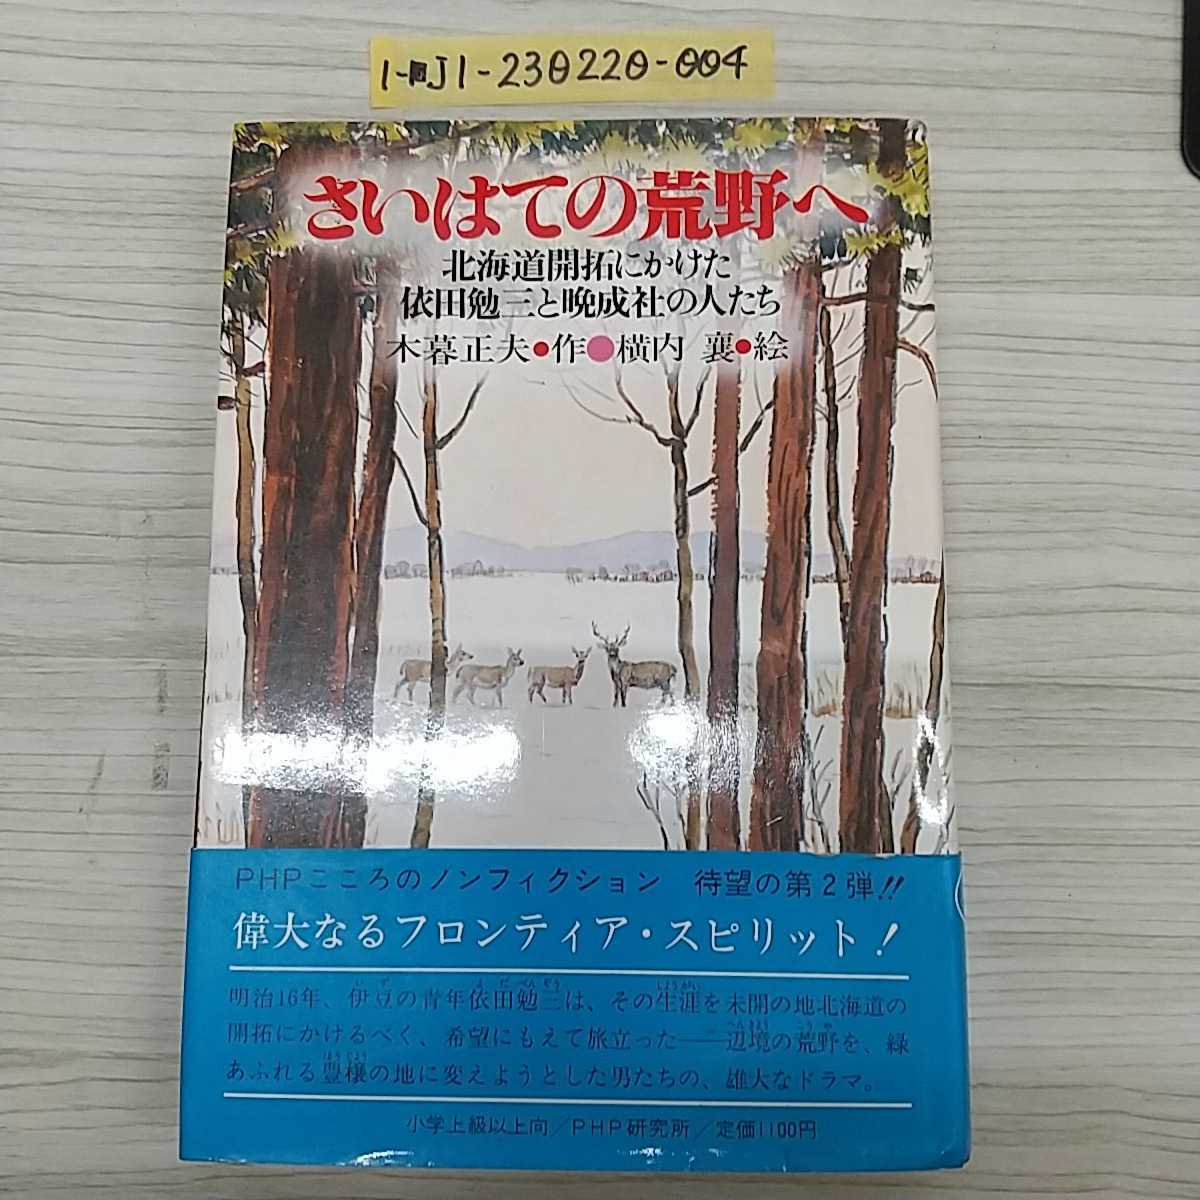 1-J1-230220-004
さいはての荒野へ
北海道開拓にかけた
依田勉三と晩成社の人たち
木暮正夫●作●横内 襄●絵
PHPこころのノンフィクション 待望の第2弾!!
偉大なるフロンティア・スピリット!
明治16年、伊豆の青年依田勉三は、その生涯を未開の地北海道の
開拓にかけるべく、希望にもえて旅立った――辺境の荒野を、緑
あふれる豊穣の地に変えようとした男たちの、雄大なドラマ。
小学上級以上向/PHP研究所/定価1100円